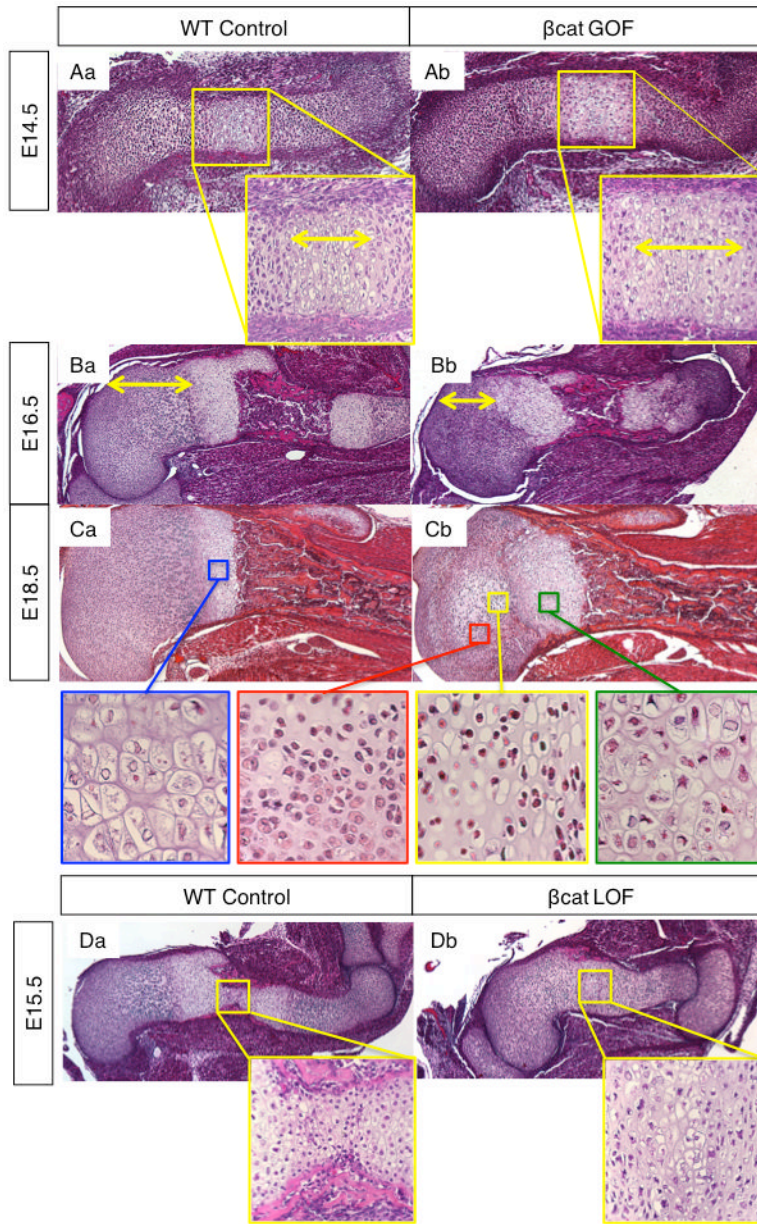 WT Control βcat GOF
E14.5
Aa Ab
E16.5
Ba Bb
E18.5
Ca Cb
WT Control βcat LOF
E15.5
Da Db